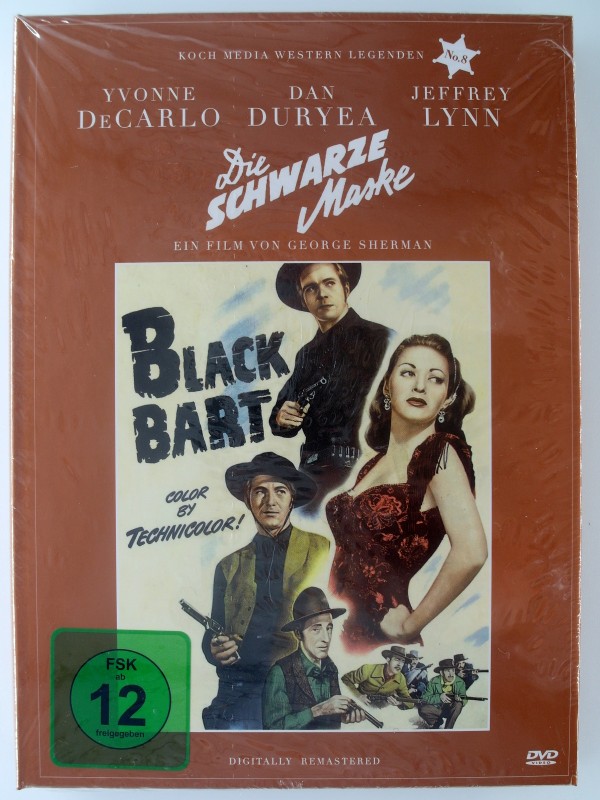 KOCH MEDIA WESTERN LEGENDEN
No.8
YVONNE DECARLO
DAN DURYEA
JEFFREY LYNN
Die
SCHWARZE
Maske
EIN FILM VON GEORGE SHERMAN
BLACK
BART
COLOR
BY
TECHNICOLOR!
FSK
ab
12
freigegeben
DIGITALLY REMASTERED
DVD
VIDEO